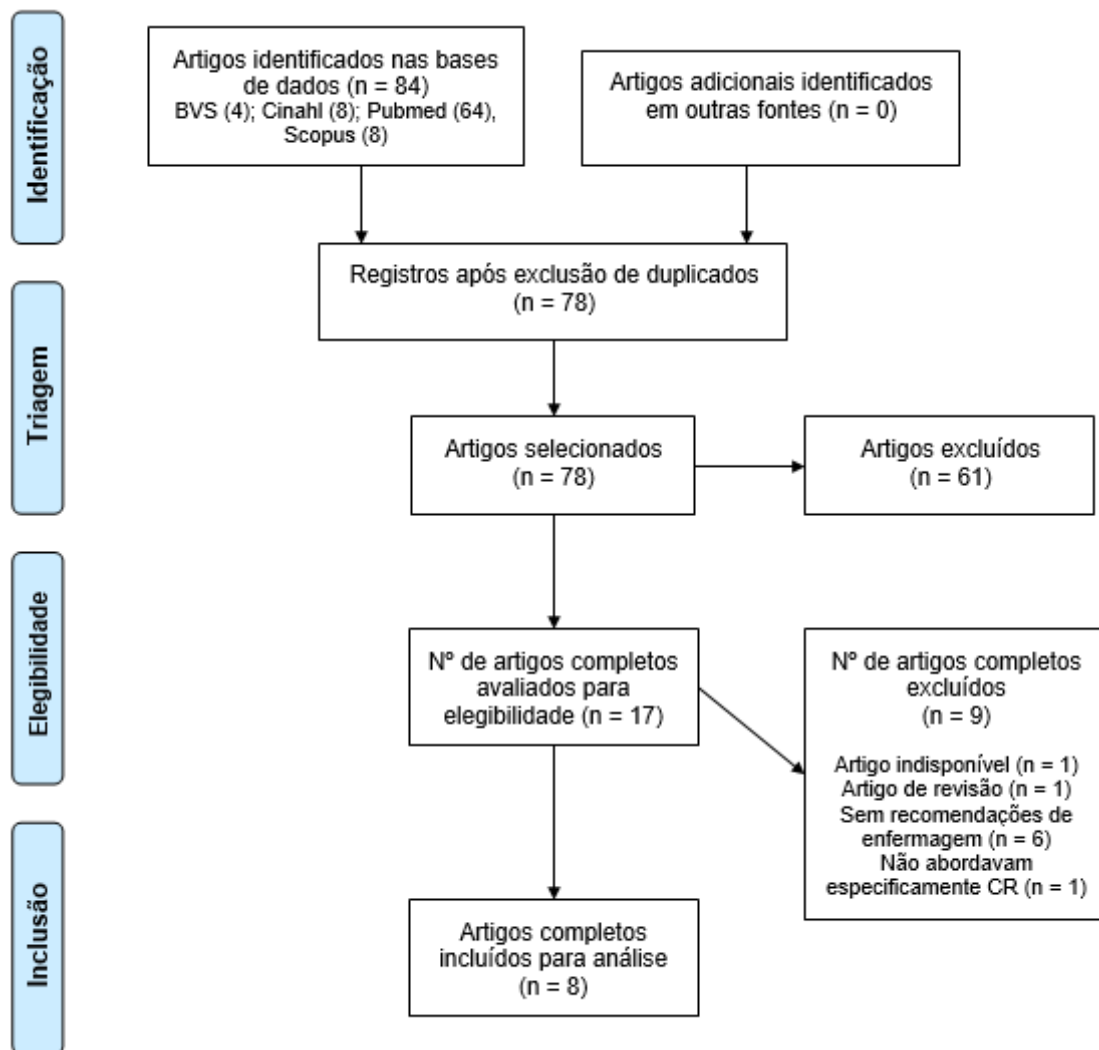 Identificação
Artigos identificados nas bases
de dados (n = 84)
BVS (4); Cinahl (8); Pubmed (64),
Scopus (8)
Artigos adicionais identificados
em outras fontes (n = 0)
Registros após exclusão de duplicados
(n = 78)
Triagem
Artigos selecionados
(n = 78)
Artigos excluídos
(n = 61)
Elegibilidade
Nº de artigos completos
avaliados para
elegibilidade (n = 17)
Nº de artigos completos
excluídos
(n = 9)
Artigo indisponível (n = 1)
Artigo de revisão (n = 1)
Sem recomendações de
enfermagem (n = 6)
Não abordavam
especificamente CR (n = 1)
Inclusão
Artigos completos
incluídos para análise
(n = 8)